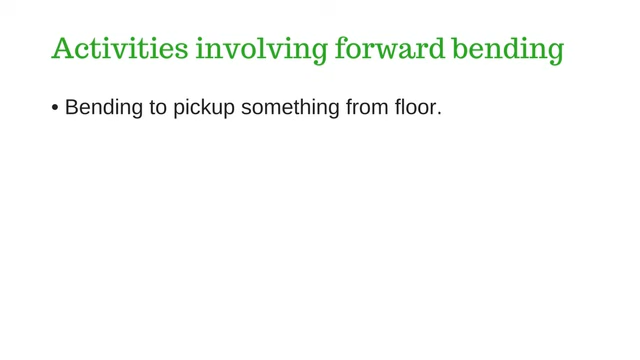 Activities involving forward bending
• Bending to pickup something from floor.